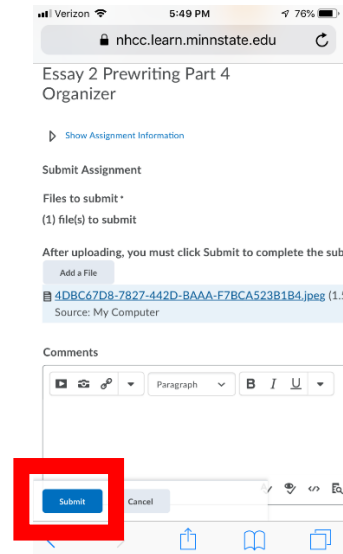 Verizon 5:49 PM 76%
nhcc.learn.minnstate.edu
Essay 2 Prewriting Part 4
Organizer
Show Assignment Information
Submit Assignment
Files to submit *
(1) file(s) to submit
After uploading, you must click Submit to complete the sub
Add a File
4DBC67D8-7827-442D-BAAA-F7BCA523B1B4.jpeg (1.5
Source: My Computer
Comments
Paragraph B I U
Submit Cancel